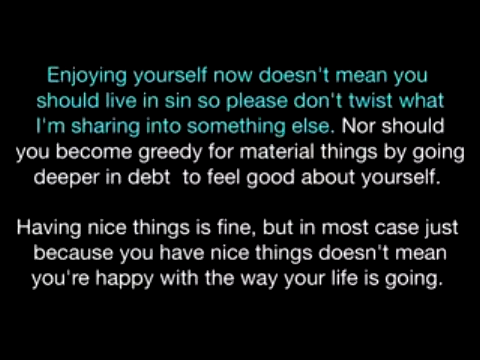 Enjoying yourself now doesn't mean you
should live in sin so please don't twist what
I'm sharing into something else. Nor should
you become greedy for material things by going
deeper in debt  to feel good about yourself.
Having nice things is fine, but in most case just
because you have nice things doesn't mean
you're happy with the way your life is going.